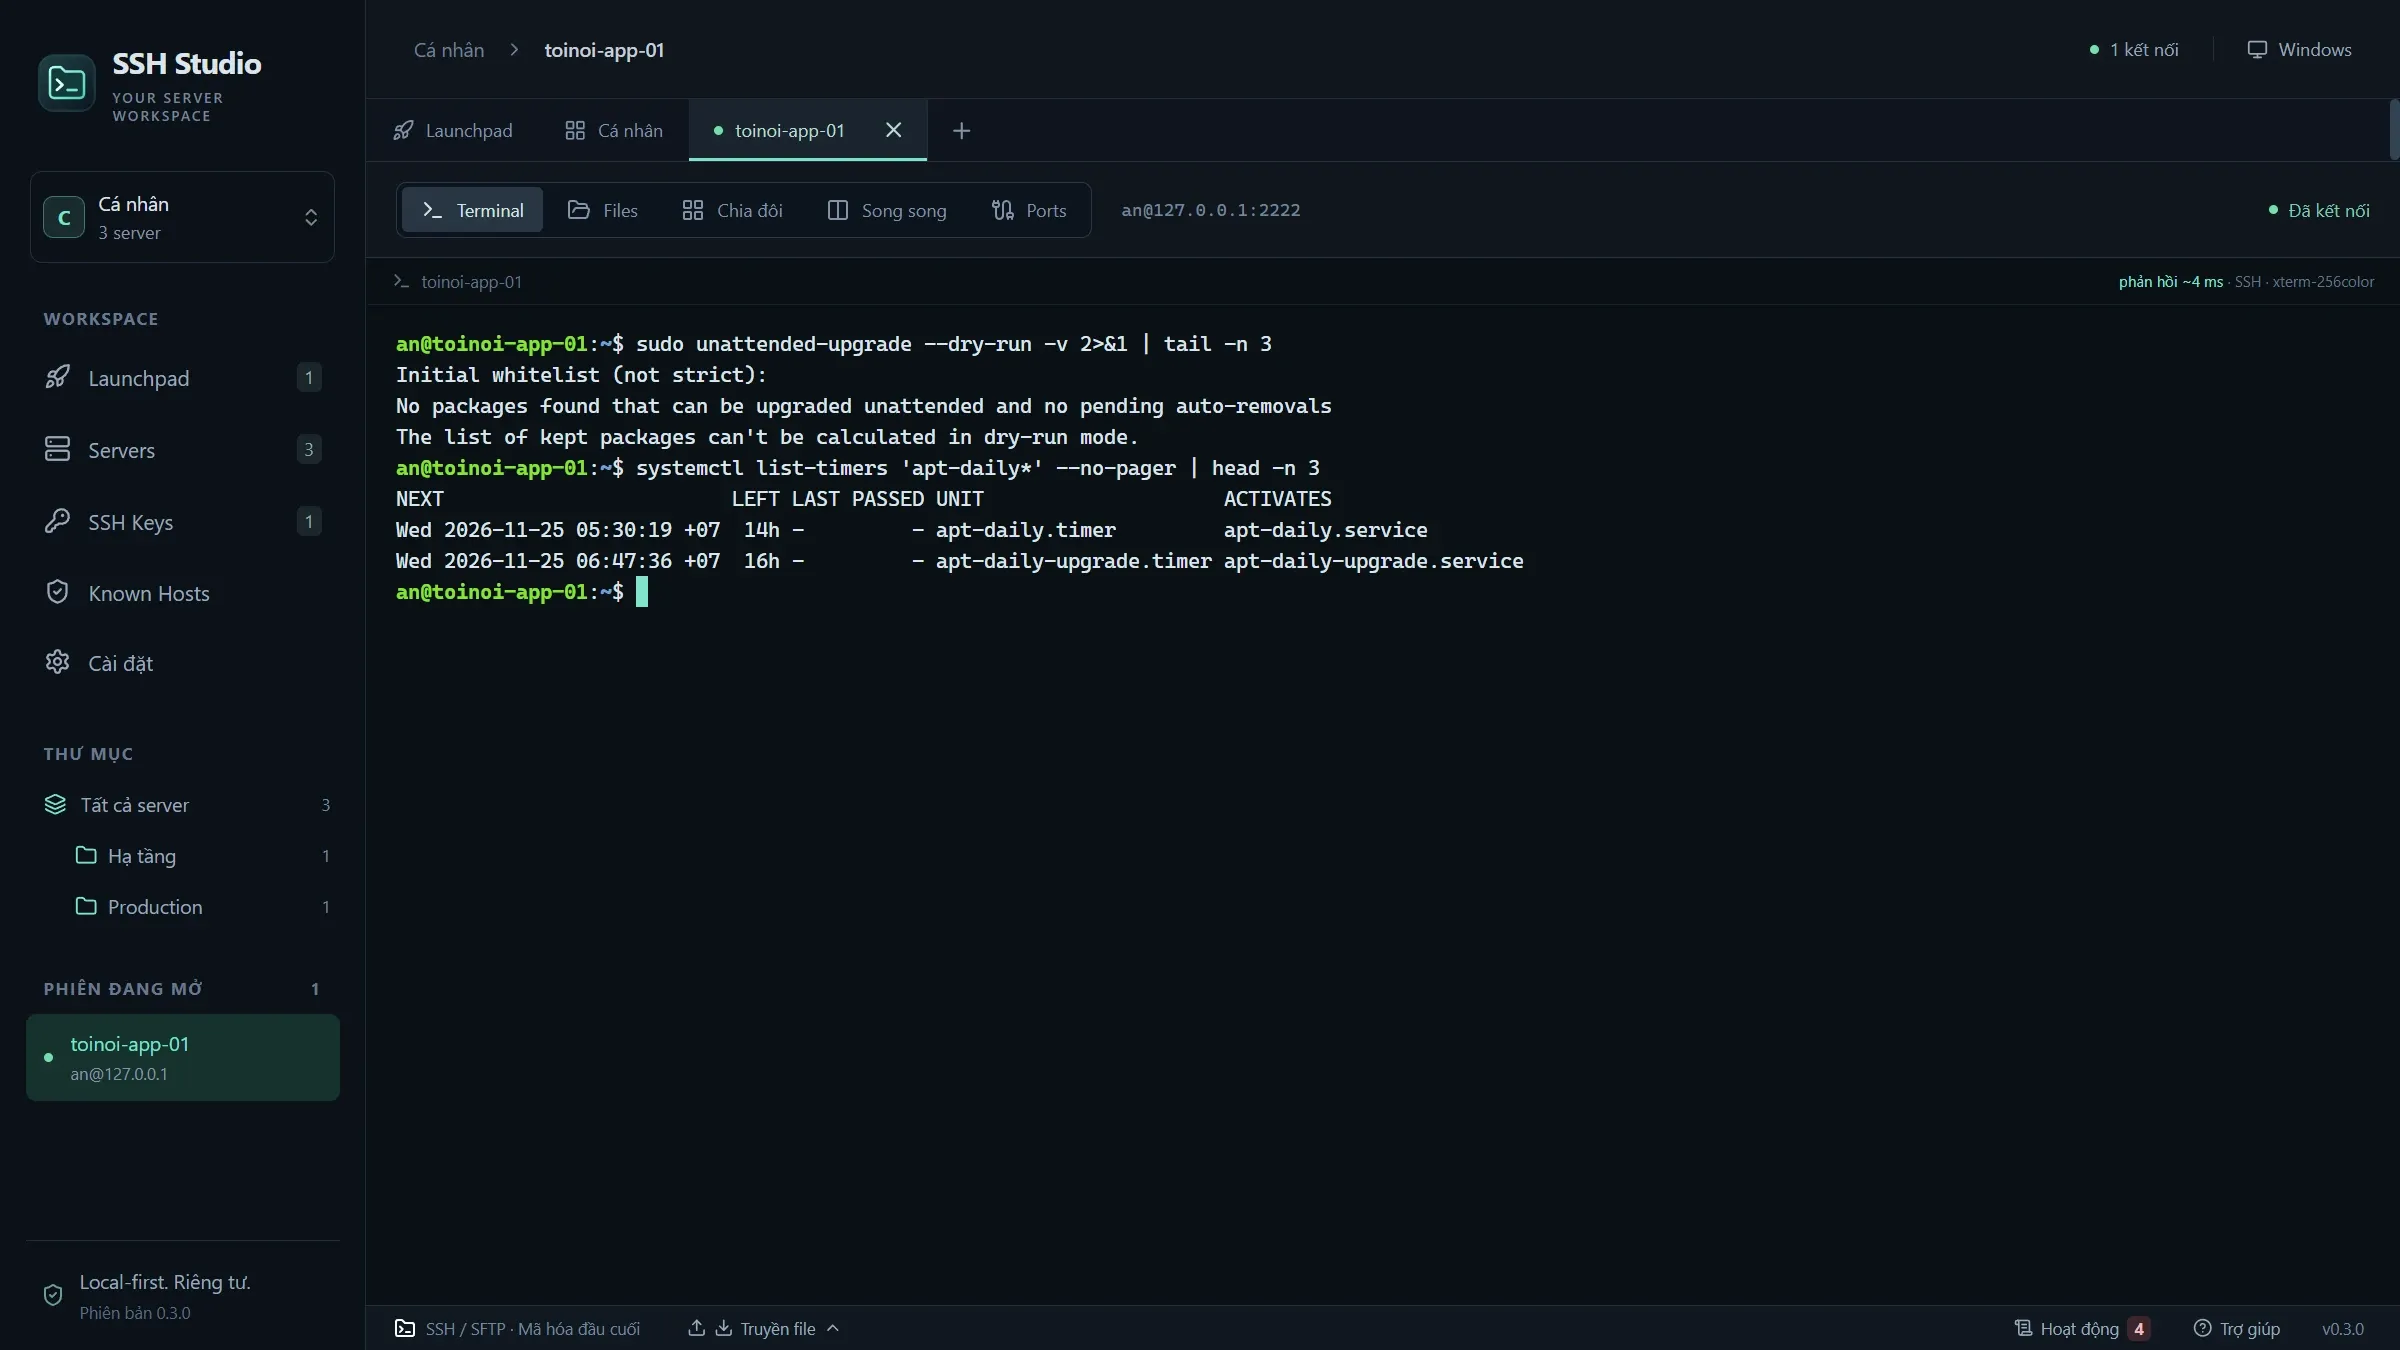 SSH Studio
YOUR SERVER
WORKSPACE
C
Cá nhân
3 server
WORKSPACE
Launchpad 1
Servers 3
SSH Keys 1
Known Hosts
Cài đặt
THƯ MỤC
Tất cả server 3
Hạ tầng 1
Production 1
PHIÊN ĐANG MỞ 1
toinoi-app-01
an@127.0.0.1
Local-first. Riêng tư.
Phiên bản 0.3.0
Cá nhân > toinoi-app-01
1 kết nối
Windows
Launchpad
Cá nhân
toinoi-app-01
Terminal
Files
Chia đôi
Song song
Ports
an@127.0.0.1:2222
Đã kết nối
toinoi-app-01
phản hồi ~4 ms · SSH · xterm-256color
an@toinoi-app-01:~$ sudo unattended-upgrade --dry-run -v 2>&1 | tail -n 3
Initial whitelist (not strict):
No packages found that can be upgraded unattended and no pending auto-removals
The list of kept packages can't be calculated in dry-run mode.
an@toinoi-app-01:~$ systemctl list-timers 'apt-daily*' --no-pager | head -n 3
NEXT                        LEFT LAST PASSED UNIT                    ACTIVATES
Wed 2026-11-25 05:30:19 +07  14h -         - apt-daily.timer         apt-daily.service
Wed 2026-11-25 06:47:36 +07  16h -         - apt-daily-upgrade.timer apt-daily-upgrade.service
an@toinoi-app-01:~$
SSH / SFTP · Mã hóa đầu cuối
Truyền file
Hoạt động 4
Trợ giúp
v0.3.0